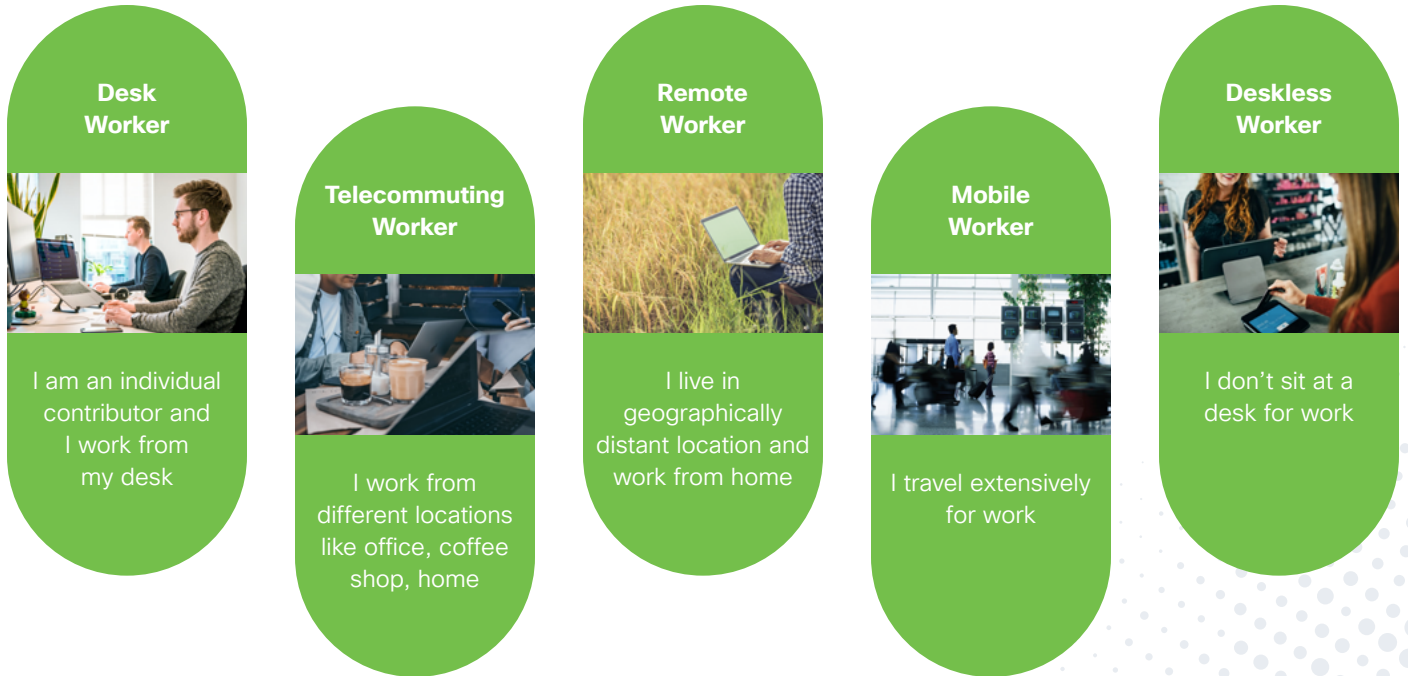 Desk
Worker
I am an individual
contributor and
I work from
my desk
Telecommuting
Worker
I work from
different locations
like office, coffee
shop, home
Remote
Worker
I live in
geographically
distant location and
work from home
Mobile
Worker
I travel extensively
for work
Deskless
Worker
I don't sit at a
desk for work